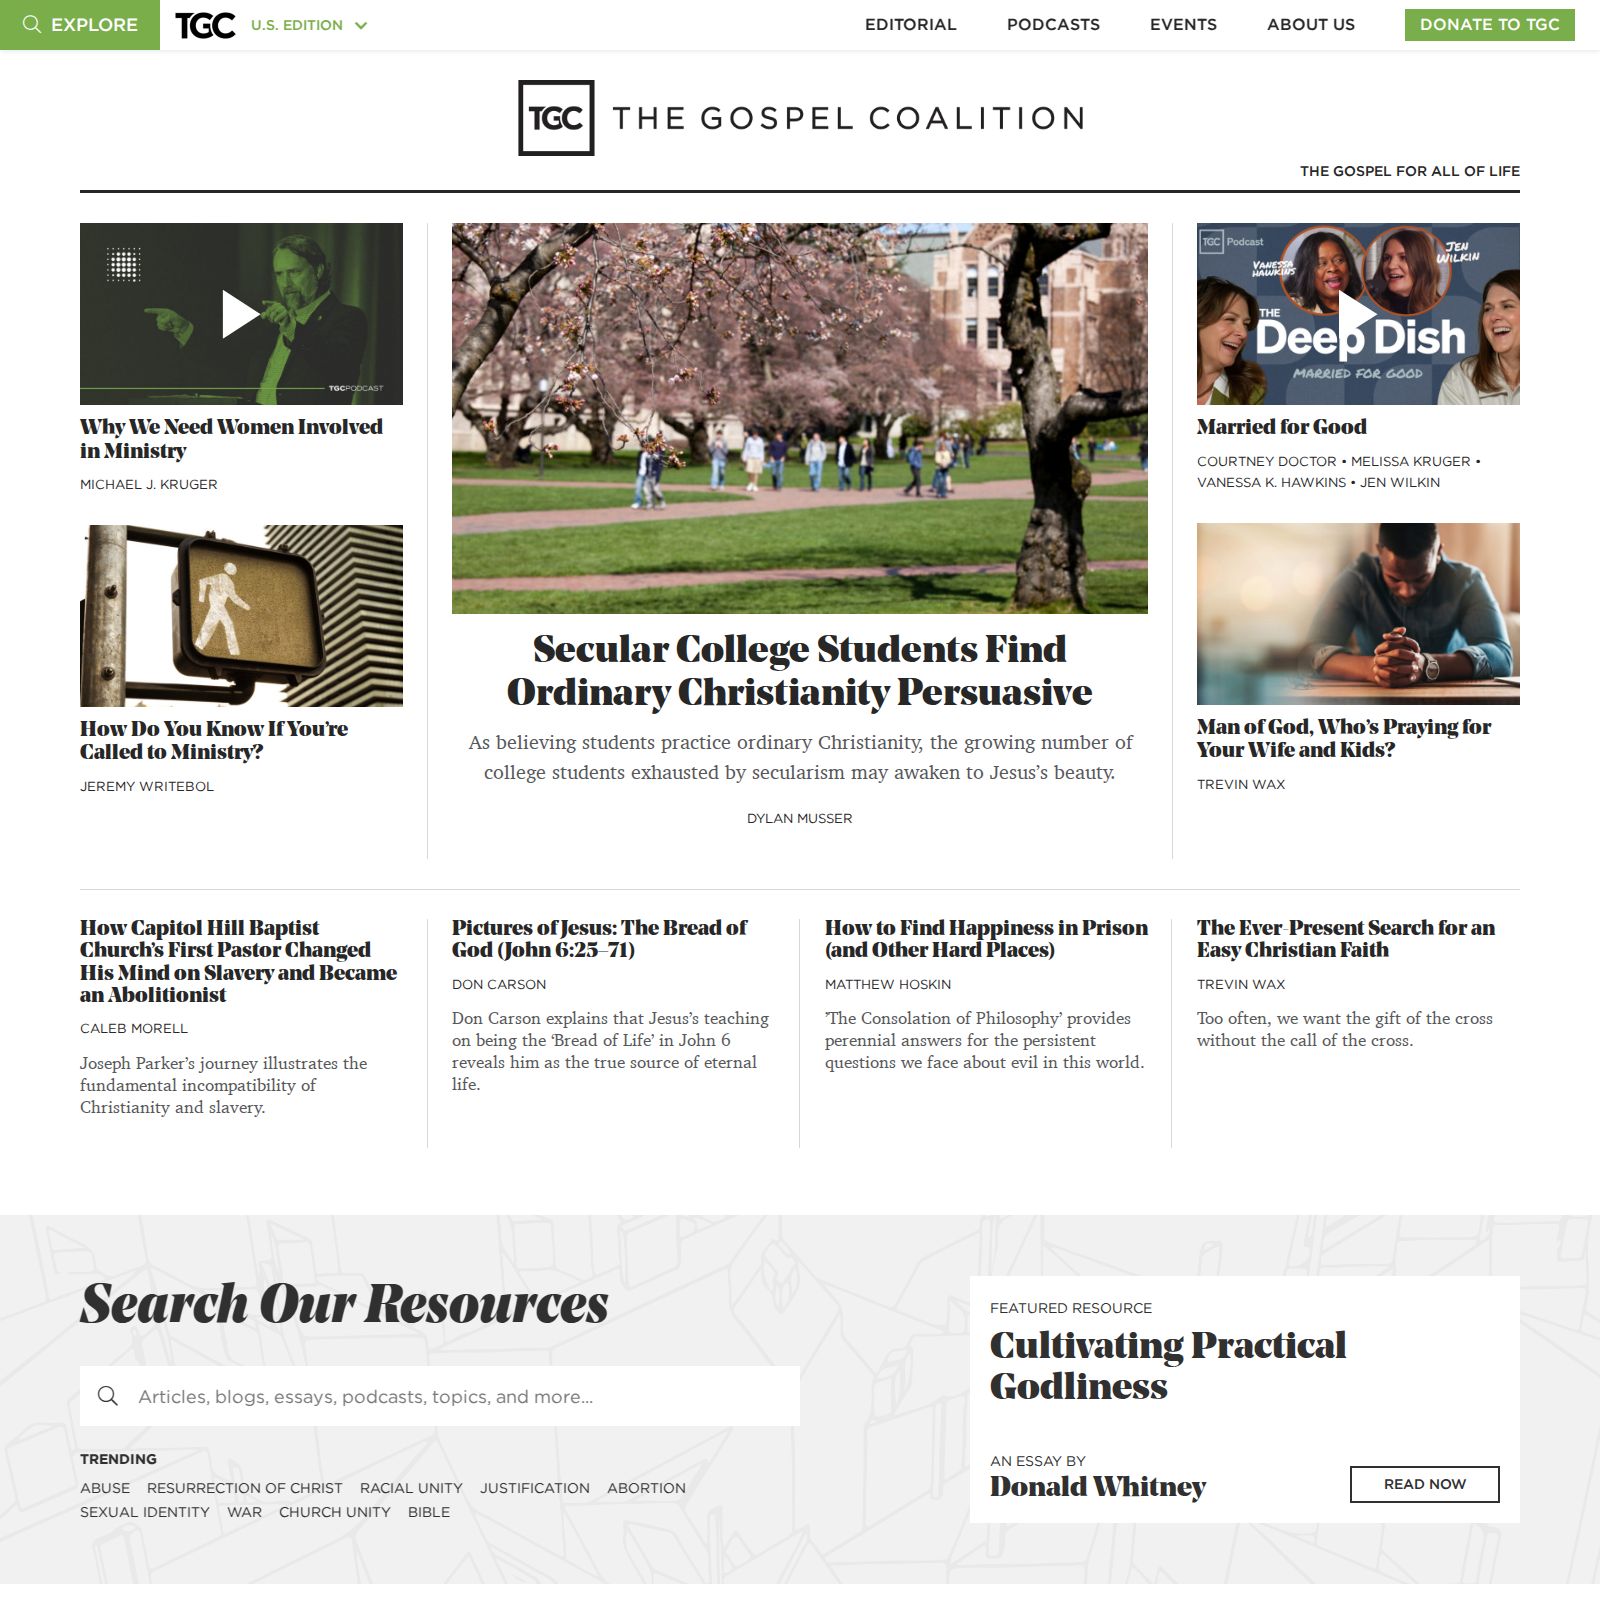 EXPLORE
TGC
U.S. EDITION
EDITORIAL
PODCASTS
EVENTS
ABOUT US
DONATE TO TGC
TGC THE GOSPEL COALITION
THE GOSPEL FOR ALL OF LIFE
TGCPODCAST
Why We Need Women Involved
in Ministry
MICHAEL J. KRUGER
How Do You Know If You’re
Called to Ministry?
JEREMY WRITEBOL
Secular College Students Find
Ordinary Christianity Persuasive
As believing students practice ordinary Christianity, the growing number of
college students exhausted by secularism may awaken to Jesus’s beauty.
DYLAN MUSSER
TGC Podcast
VANESSA
HAWKINS
JEN
WILKIN
THE
Deep Dish
MARRIED FOR GOOD
Married for Good
COURTNEY DOCTOR • MELISSA KRUGER •
VANESSA K. HAWKINS • JEN WILKIN
Man of God, Who’s Praying for
Your Wife and Kids?
TREVIN WAX
How Capitol Hill Baptist
Church’s First Pastor Changed
His Mind on Slavery and Became
an Abolitionist
CALEB MORELL
Joseph Parker’s journey illustrates the
fundamental incompatibility of
Christianity and slavery.
Pictures of Jesus: The Bread of
God (John 6:25–71)
DON CARSON
Don Carson explains that Jesus’s teaching
on being the ‘Bread of Life’ in John 6
reveals him as the true source of eternal
life.
How to Find Happiness in Prison
(and Other Hard Places)
MATTHEW HOSKIN
’The Consolation of Philosophy’ provides
perennial answers for the persistent
questions we face about evil in this world.
The Ever-Present Search for an
Easy Christian Faith
TREVIN WAX
Too often, we want the gift of the cross
without the call of the cross.
Search Our Resources
Articles, blogs, essays, podcasts, topics, and more...
TRENDING
ABUSE RESURRECTION OF CHRIST RACIAL UNITY JUSTIFICATION ABORTION
SEXUAL IDENTITY WAR CHURCH UNITY BIBLE
FEATURED RESOURCE
Cultivating Practical
Godliness
AN ESSAY BY
Donald Whitney
READ NOW